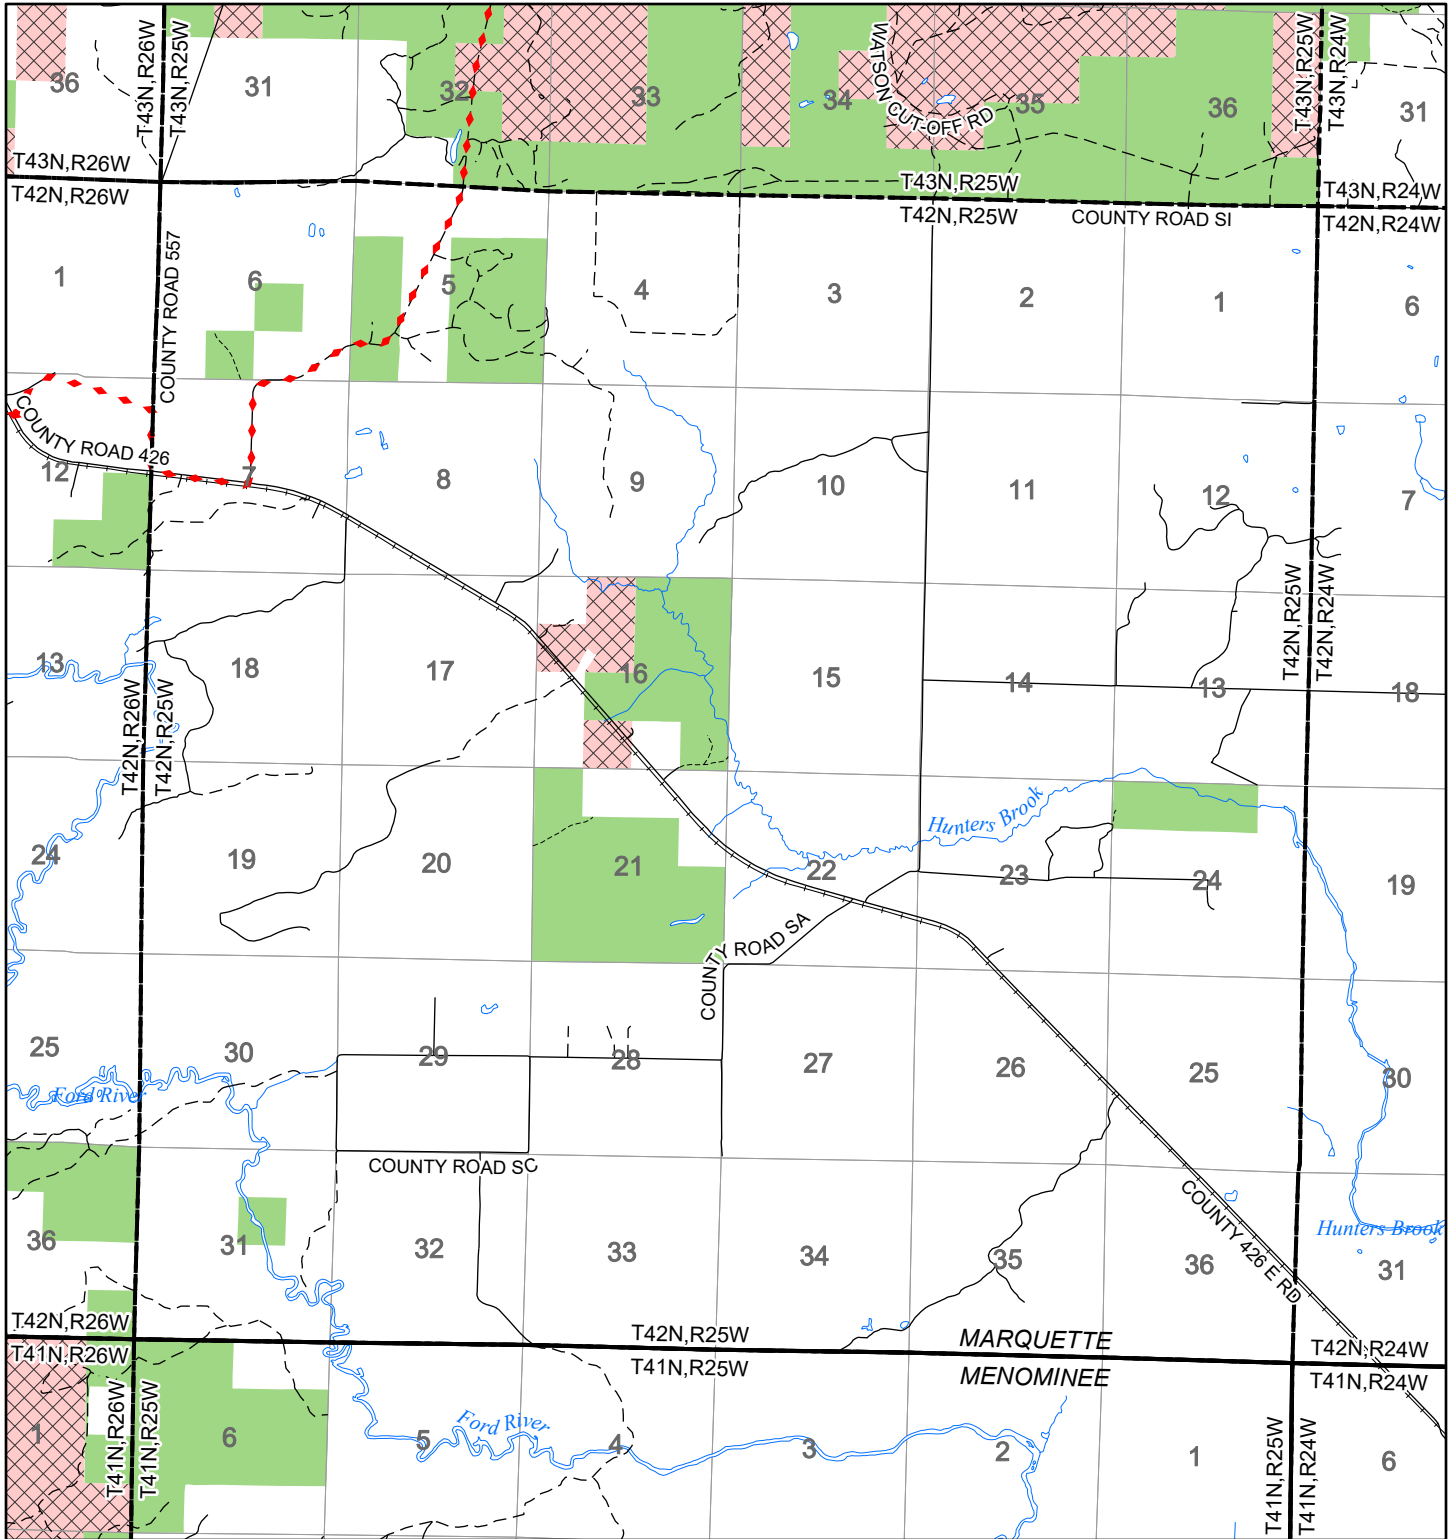 36
31
32
33
34
35
36
31
T43N,R26W
T43N,R25W
WATSON CUT-OFF RD
T43N,R25W
T43N,R24W
T43N,R26W
T42N,R26W
T43N,R25W
T42N,R25W
COUNTY ROAD SI
T43N,R24W
T42N,R24W
1
6
5
4
3
2
1
6
COUNTY ROAD 557
COUNTY ROAD 426
12
7
8
9
10
11
12
7
T42N,R25W
T42N,R24W
13
18
17
16
15
14
13
18
T42N,R26W
T42N,R25W
Hunters Brook
24
19
20
21
22
23
24
19
COUNTY ROAD SA
25
30
29
28
27
26
25
30
Ford River
COUNTY ROAD SC
COUNTY 426 E RD
Hunters Brook
36
31
32
33
34
35
36
31
T42N,R26W
T41N,R26W
T42N,R25W
T41N,R25W
MARQUETTE
MENOMINEE
T42N,R24W
T41N,R24W
T41N,R26W
T41N,R25W
Ford River
1
6
5
4
3
2
1
6
T41N,R25W
T41N,R24W